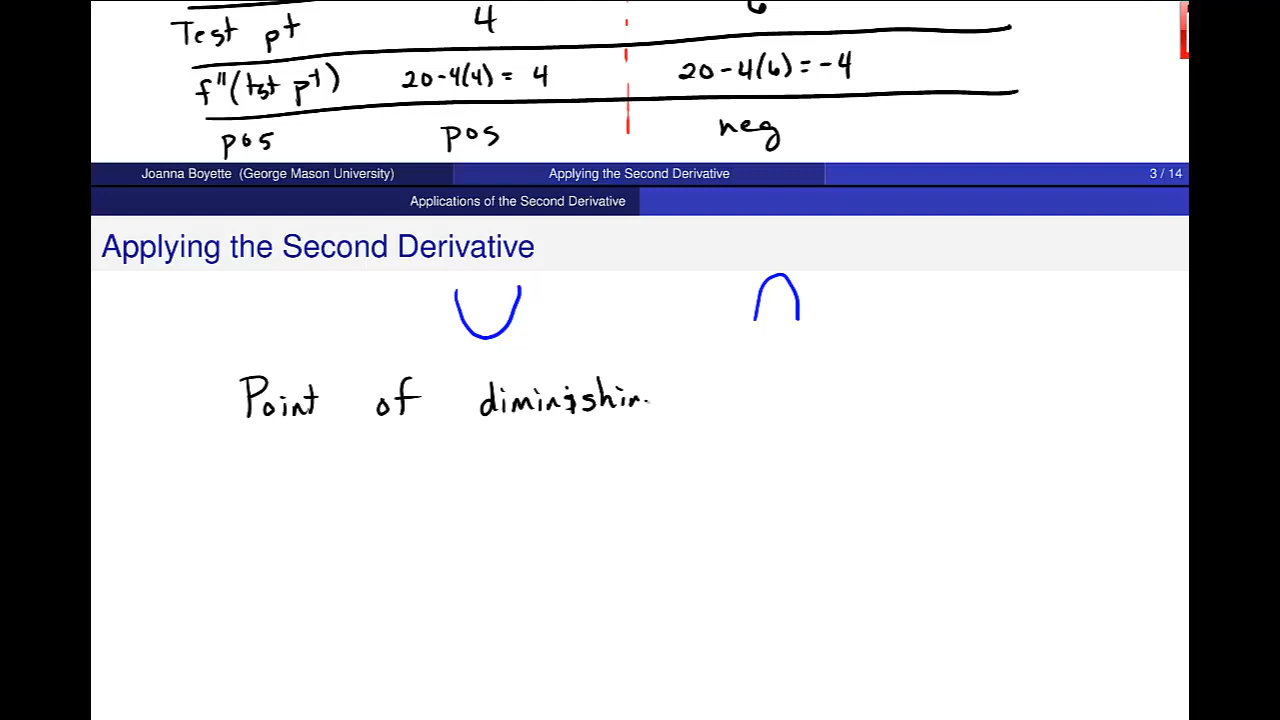 Test pt 4 6
f"(tst pt) 20-4(4) = 4 20-4(6) = -4
pos pos neg
Joanna Boyette (George Mason University) Applying the Second Derivative 3 / 14
Applications of the Second Derivative
Applying the Second Derivative
Point of diminishin